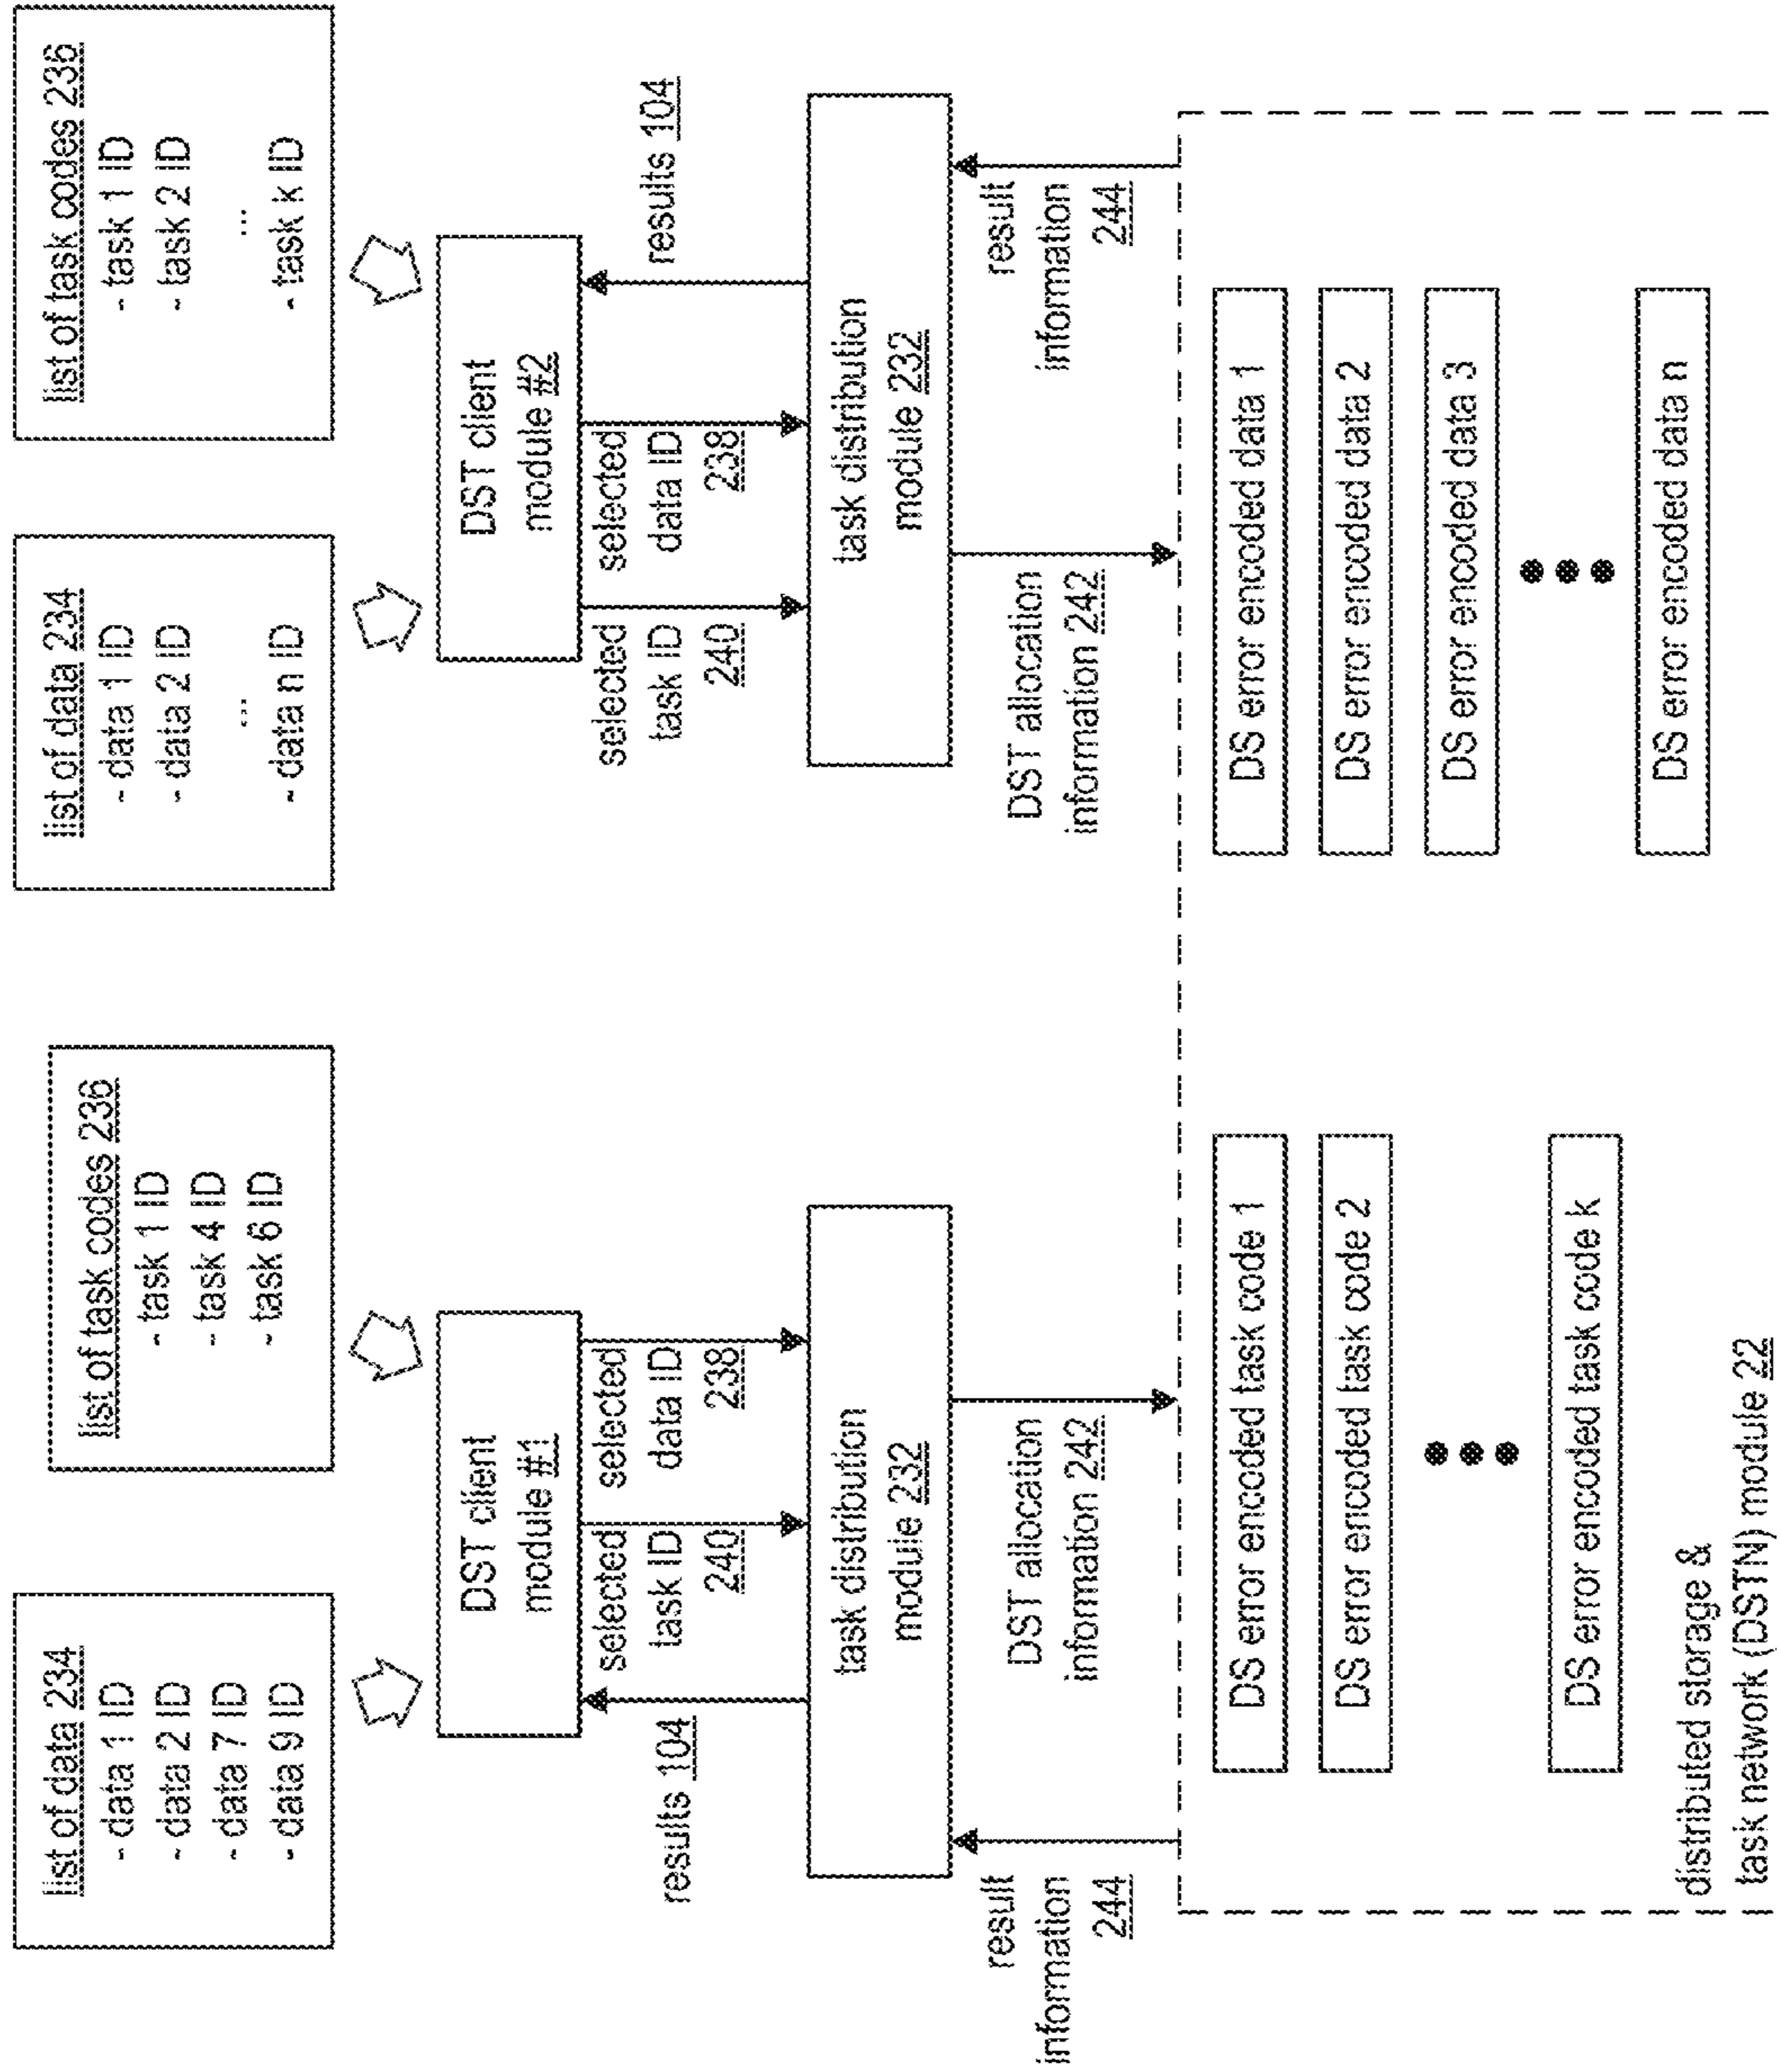 list of data 234
- data 1 ID
- data 2 ID
- data 7 ID
- data 9 ID
list of task codes 236
- task 1 ID
- task 4 ID
- task 6 ID
DST client
module #1
results 104
selected
task ID
240
selected
data ID
238
task distribution
module 232
result
information
244
DST allocation
information 242
list of data 234
- data 1 ID
- data 2 ID
...
- data n ID
list of task codes 236
- task 1 ID
- task 2 ID
...
- task k ID
DST client
module #2
selected
task ID
240
selected
data ID
238
results 104
task distribution
module 232
DST allocation
information 242
result
information
244
DS error encoded task code 1
DS error encoded task code 2
DS error encoded task code k
DS error encoded data 1
DS error encoded data 2
DS error encoded data 3
DS error encoded data n
distributed storage &
task network (DSTN) module 22